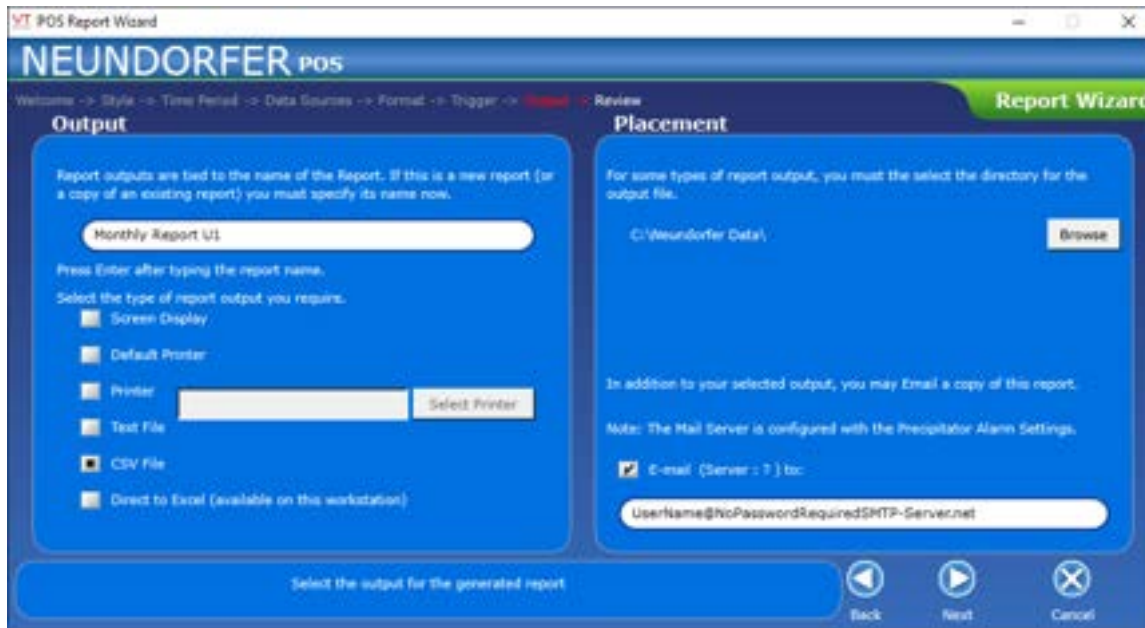 POS Report Wizard
NEUNDORFER POS
Welcome -> Style -> Time Period -> Data Sources -> Format -> Trigger -> Output -> Review
Report Wizard
Output
Report outputs are tied to the name of the Report. If this is a new report (or
a copy of an existing report) you must specify its name now.
Monthly Report U1
Press Enter after typing the report name.
Select the type of report output you require.
Screen Display
Default Printer
Printer
Select Printer
Text File
CSV File
Direct to Excel (available on this workstation)
Placement
For some types of report output, you must the select the directory for the
output file.
C:\Neundorfer Data\
Browse
In addition to your selected output, you may Email a copy of this report.
Note: The Mail Server is configured with the Precipitator Alarm Settings.
E-mail (Server : ? ) to:
UserName@NoPasswordRequiredSMTP-Server.net
Select the output for the generated report
Back
Next
Cancel